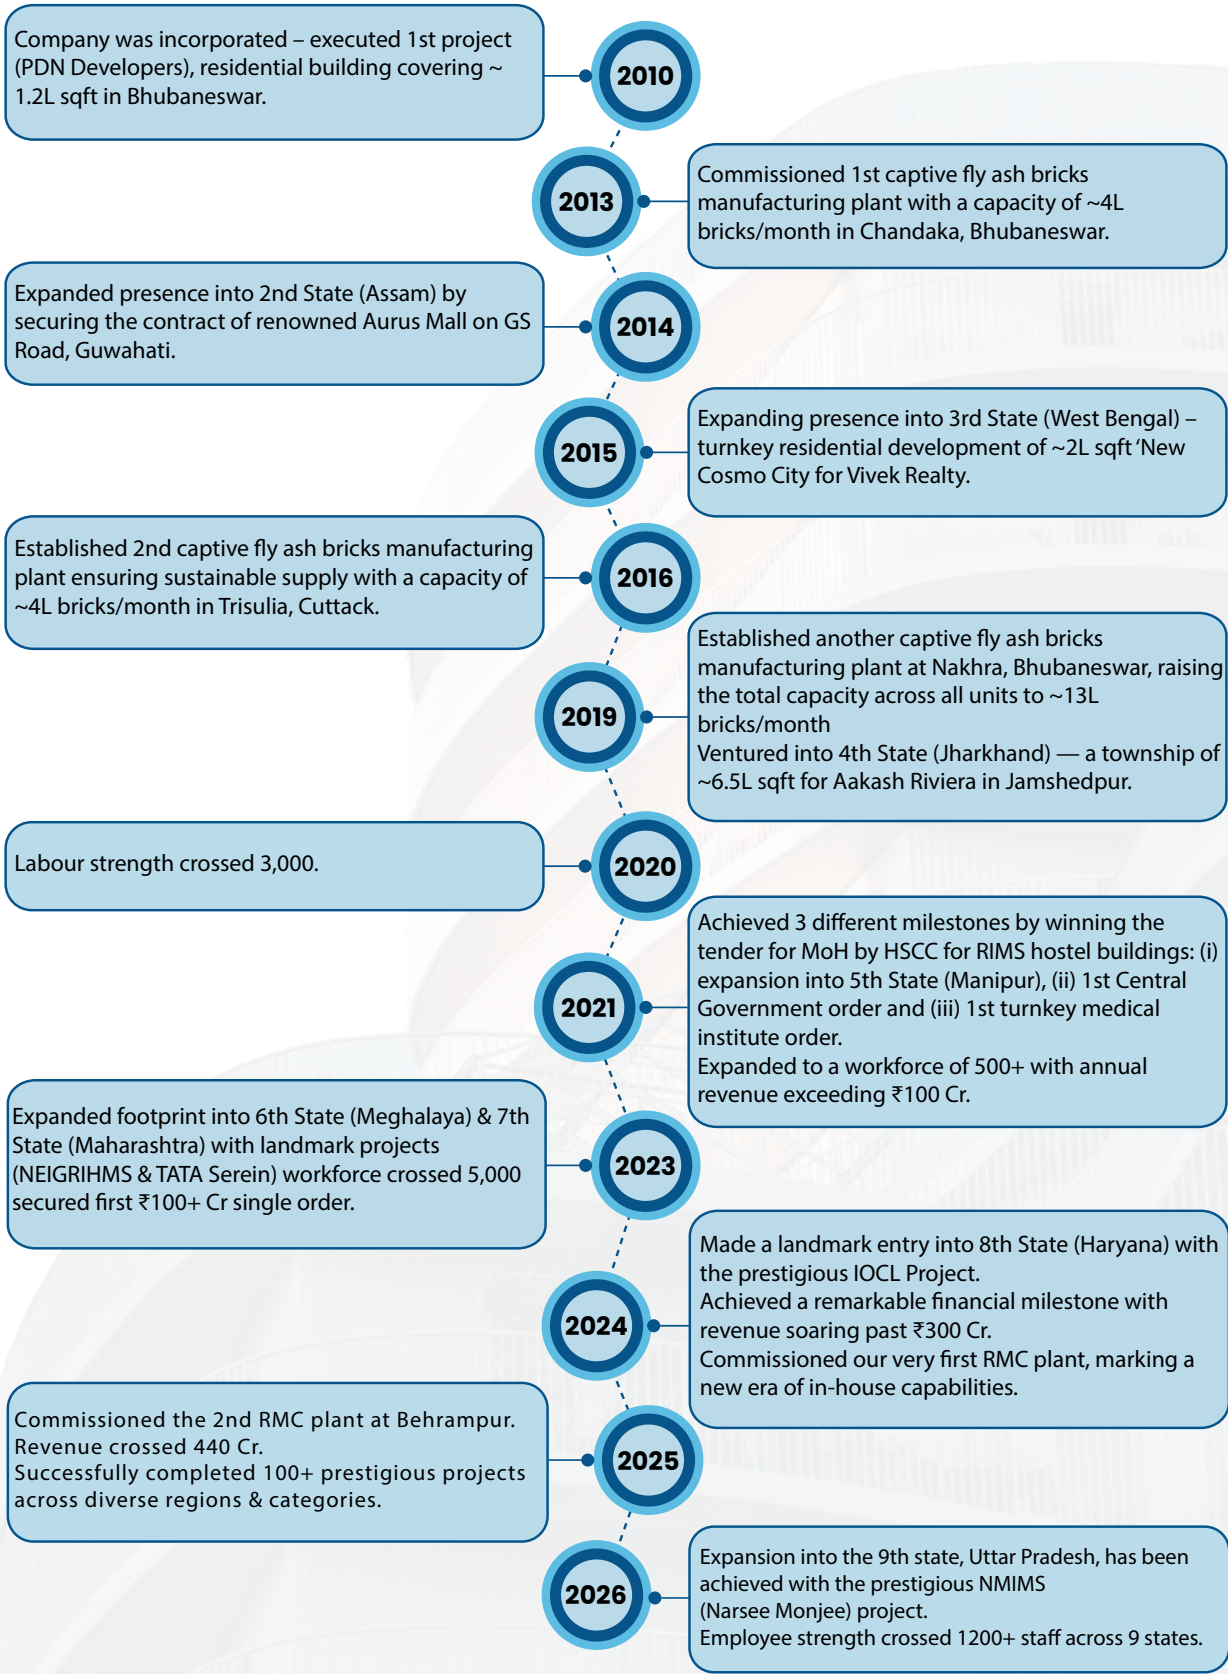 Company was incorporated – executed 1st project
(PDN Developers), residential building covering ~
1.2L sqft in Bhubaneswar.
2010
2013
Commissioned 1st captive fly ash bricks
manufacturing plant with a capacity of ~4L
bricks/month in Chandaka, Bhubaneswar.
Expanded presence into 2nd State (Assam) by
securing the contract of renowned Aurus Mall on GS
Road, Guwahati.
2014
2015
Expanding presence into 3rd State (West Bengal) –
turnkey residential development of ~2L sqft ‘New
Cosmo City for Vivek Realty.
Established 2nd captive fly ash bricks manufacturing
plant ensuring sustainable supply with a capacity of
~4L bricks/month in Trisulia, Cuttack.
2016
2019
Established another captive fly ash bricks
manufacturing plant at Nakhra, Bhubaneswar, raising
the total capacity across all units to ~13L
bricks/month
Ventured into 4th State (Jharkhand) — a township of
~6.5L sqft for Aakash Riviera in Jamshedpur.
Labour strength crossed 3,000.
2020
2021
Achieved 3 different milestones by winning the
tender for MoH by HSCC for RIMS hostel buildings: (i)
expansion into 5th State (Manipur), (ii) 1st Central
Government order and (iii) 1st turnkey medical
institute order.
Expanded to a workforce of 500+ with annual
revenue exceeding ₹100 Cr.
Expanded footprint into 6th State (Meghalaya) & 7th
State (Maharashtra) with landmark projects
(NEIGRIHMS & TATA Serein) workforce crossed 5,000
secured first ₹100+ Cr single order.
2023
2024
Made a landmark entry into 8th State (Haryana) with
the prestigious IOCL Project.
Achieved a remarkable financial milestone with
revenue soaring past ₹300 Cr.
Commissioned our very first RMC plant, marking a
new era of in-house capabilities.
Commissioned the 2nd RMC plant at Behrampur.
Revenue crossed 440 Cr.
Successfully completed 100+ prestigious projects
across diverse regions & categories.
2025
2026
Expansion into the 9th state, Uttar Pradesh, has been
achieved with the prestigious NMIMS
(Narsee Monjee) project.
Employee strength crossed 1200+ staff across 9 states.